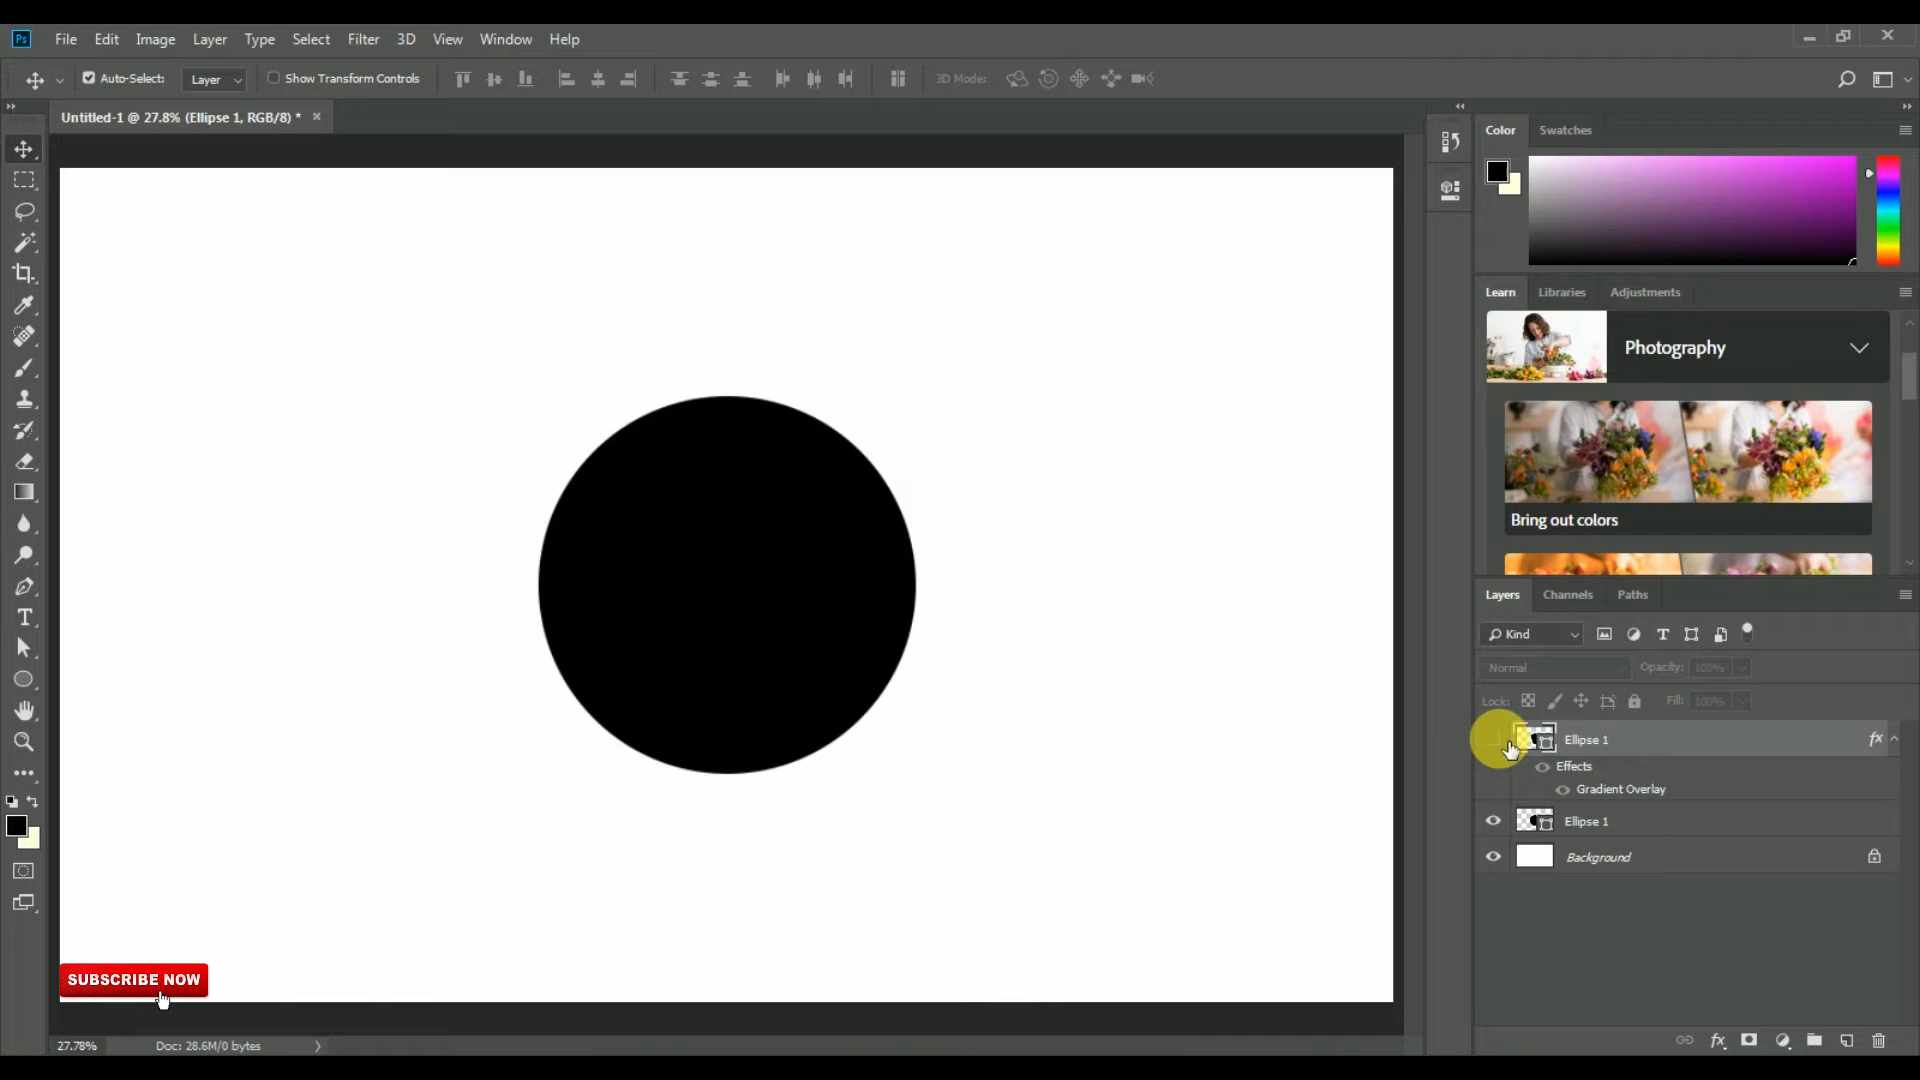 Ps File Edit Image Layer Type Select Filter 3D View Window Help
Auto-Select: Layer Show Transform Controls 3D Mode:
Untitled-1 @ 27.8% (Ellipse 1, RGB/8) *
Color Swatches
Learn Libraries Adjustments
Photography
Bring out colors
Layers Channels Paths
Kind
Normal Opacity: 100%
Lock: Fill: 100%
Ellipse 1 fx
Effects
Gradient Overlay
Ellipse 1
Background
SUBSCRIBE NOW
27.78% Doc: 28.6M/0 bytes
fx